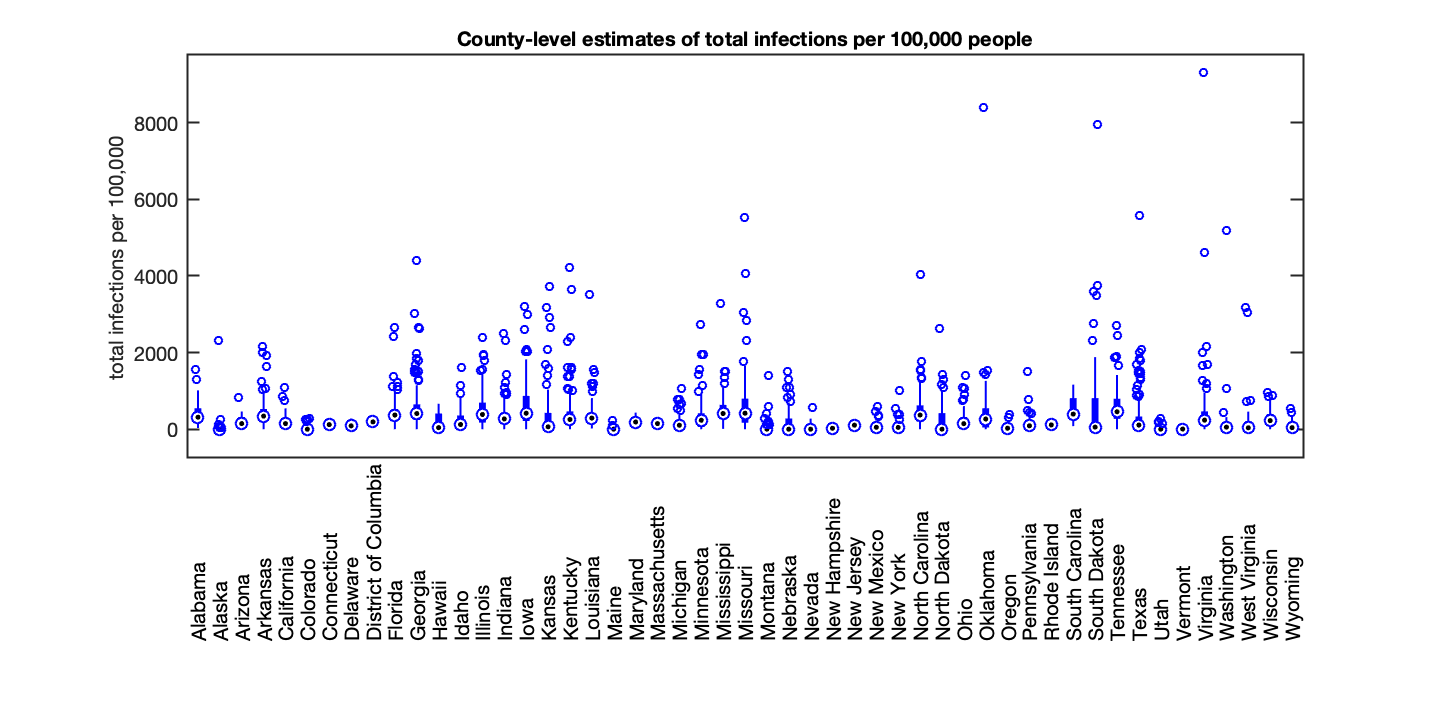 County-level estimates of total infections per 100,000 people
total infections per 100,000
8000
6000
4000
2000
0
Alabama
Alaska
Arizona
Arkansas
California
Colorado
Connecticut
Delaware
District of Columbia
Florida
Georgia
Hawaii
Idaho
Illinois
Indiana
Iowa
Kansas
Kentucky
Louisiana
Maine
Maryland
Massachusetts
Michigan
Minnesota
Mississippi
Missouri
Montana
Nebraska
Nevada
New Hampshire
New Jersey
New Mexico
New York
North Carolina
North Dakota
Ohio
Oklahoma
Oregon
Pennsylvania
Rhode Island
South Carolina
South Dakota
Tennessee
Texas
Utah
Vermont
Virginia
Washington
West Virginia
Wisconsin
Wyoming